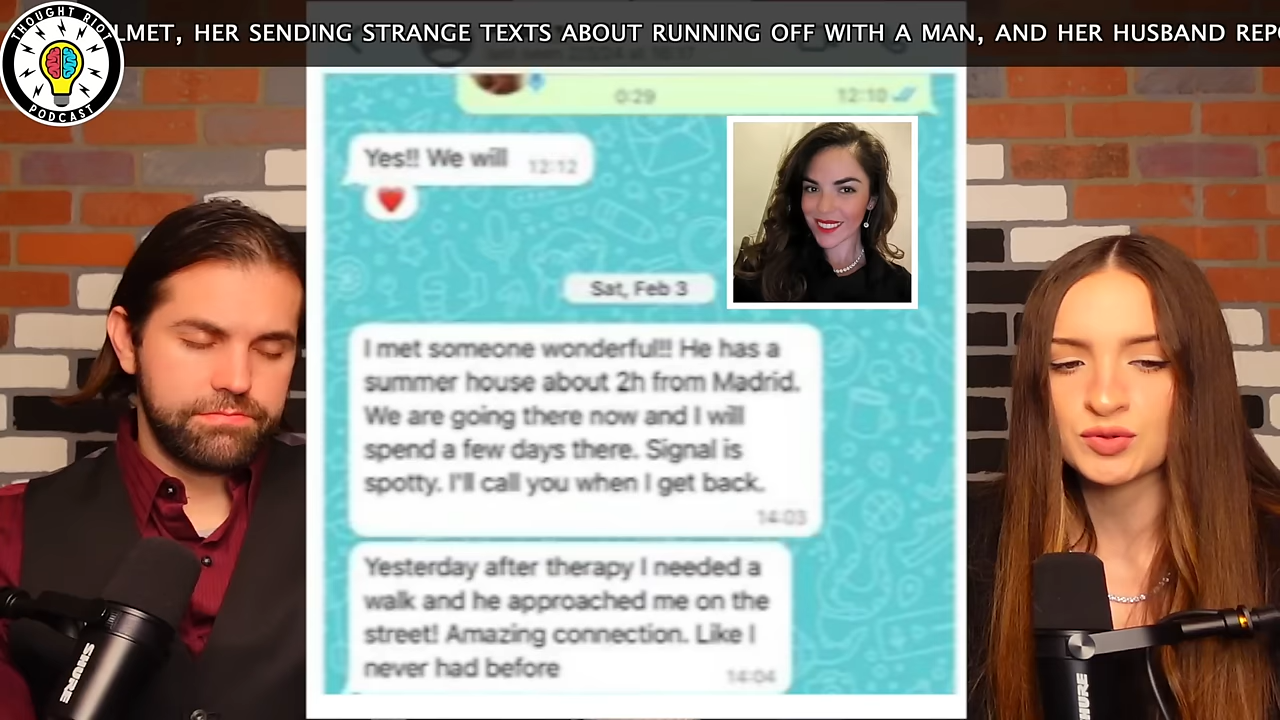 THOUGHT RIOT
PODCAST
LMET, HER SENDING STRANGE TEXTS ABOUT RUNNING OFF WITH A MAN, AND HER HUSBAND REP
0:29
12:10
Yes!! We will
12:12
Sat, Feb 3
I met someone wonderful!! He has a
summer house about 2h from Madrid.
We are going there now and I will
spend a few days there. Signal is
spotty. I'll call you when I get back.
14:03
Yesterday after therapy I needed a
walk and he approached me on the
street! Amazing connection. Like I
never had before
14:04
SHURE
SHURE